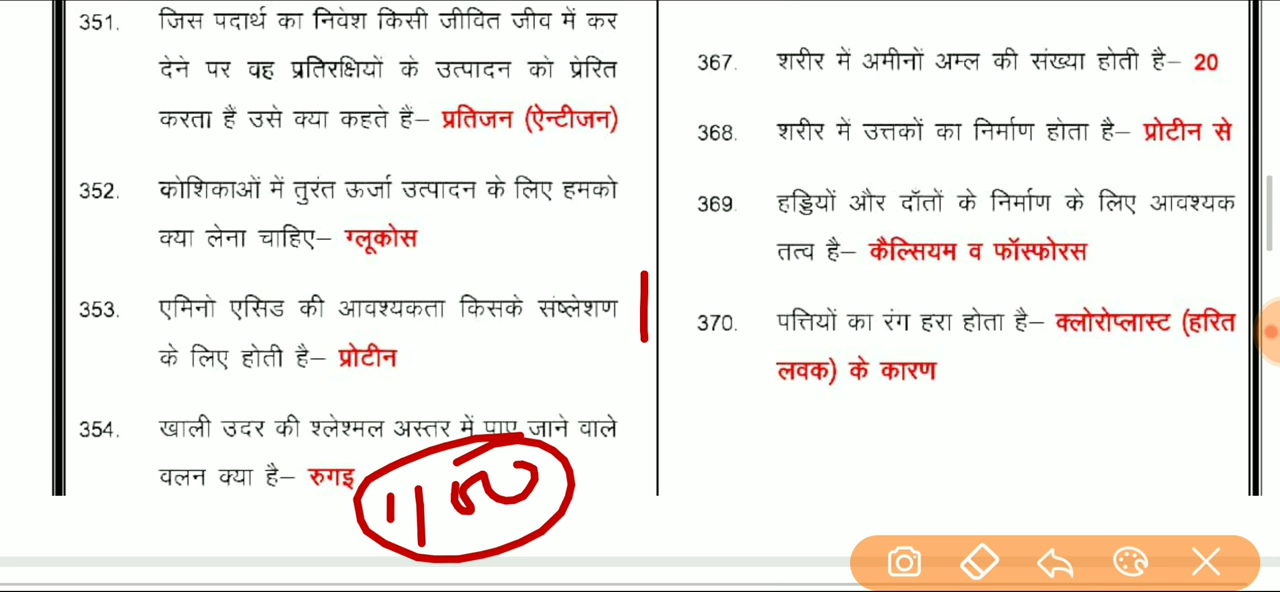 351. जिस पदार्थ का निवेश किसी जीवित जीव में कर
देने पर वह प्रतिरक्षियों के उत्पादन को प्रेरित
करता हैं उसे क्या कहते हैं– प्रतिजन (ऐन्टीजन)
352. कोशिकाओं में तुरंत ऊर्जा उत्पादन के लिए हमको
क्या लेना चाहिए– ग्लूकोस
353. एमिनो एसिड की आवश्यकता किसके संष्लेशण
के लिए होती है– प्रोटीन
354. खाली उदर की श्लेश्मल अस्तर में पाए जाने वाले
वलन क्या है– रुगइ
367. शरीर में अमीनों अम्ल की संख्या होती है– 20
368. शरीर में उत्तकों का निर्माण होता है– प्रोटीन से
369. हड्डियों और दॉतों के निर्माण के लिए आवश्यक
तत्व है– कैल्सियम व फॉस्फोरस
370. पत्तियों का रंग हरा होता है– क्लोरोप्लास्ट (हरित
लवक) के कारण